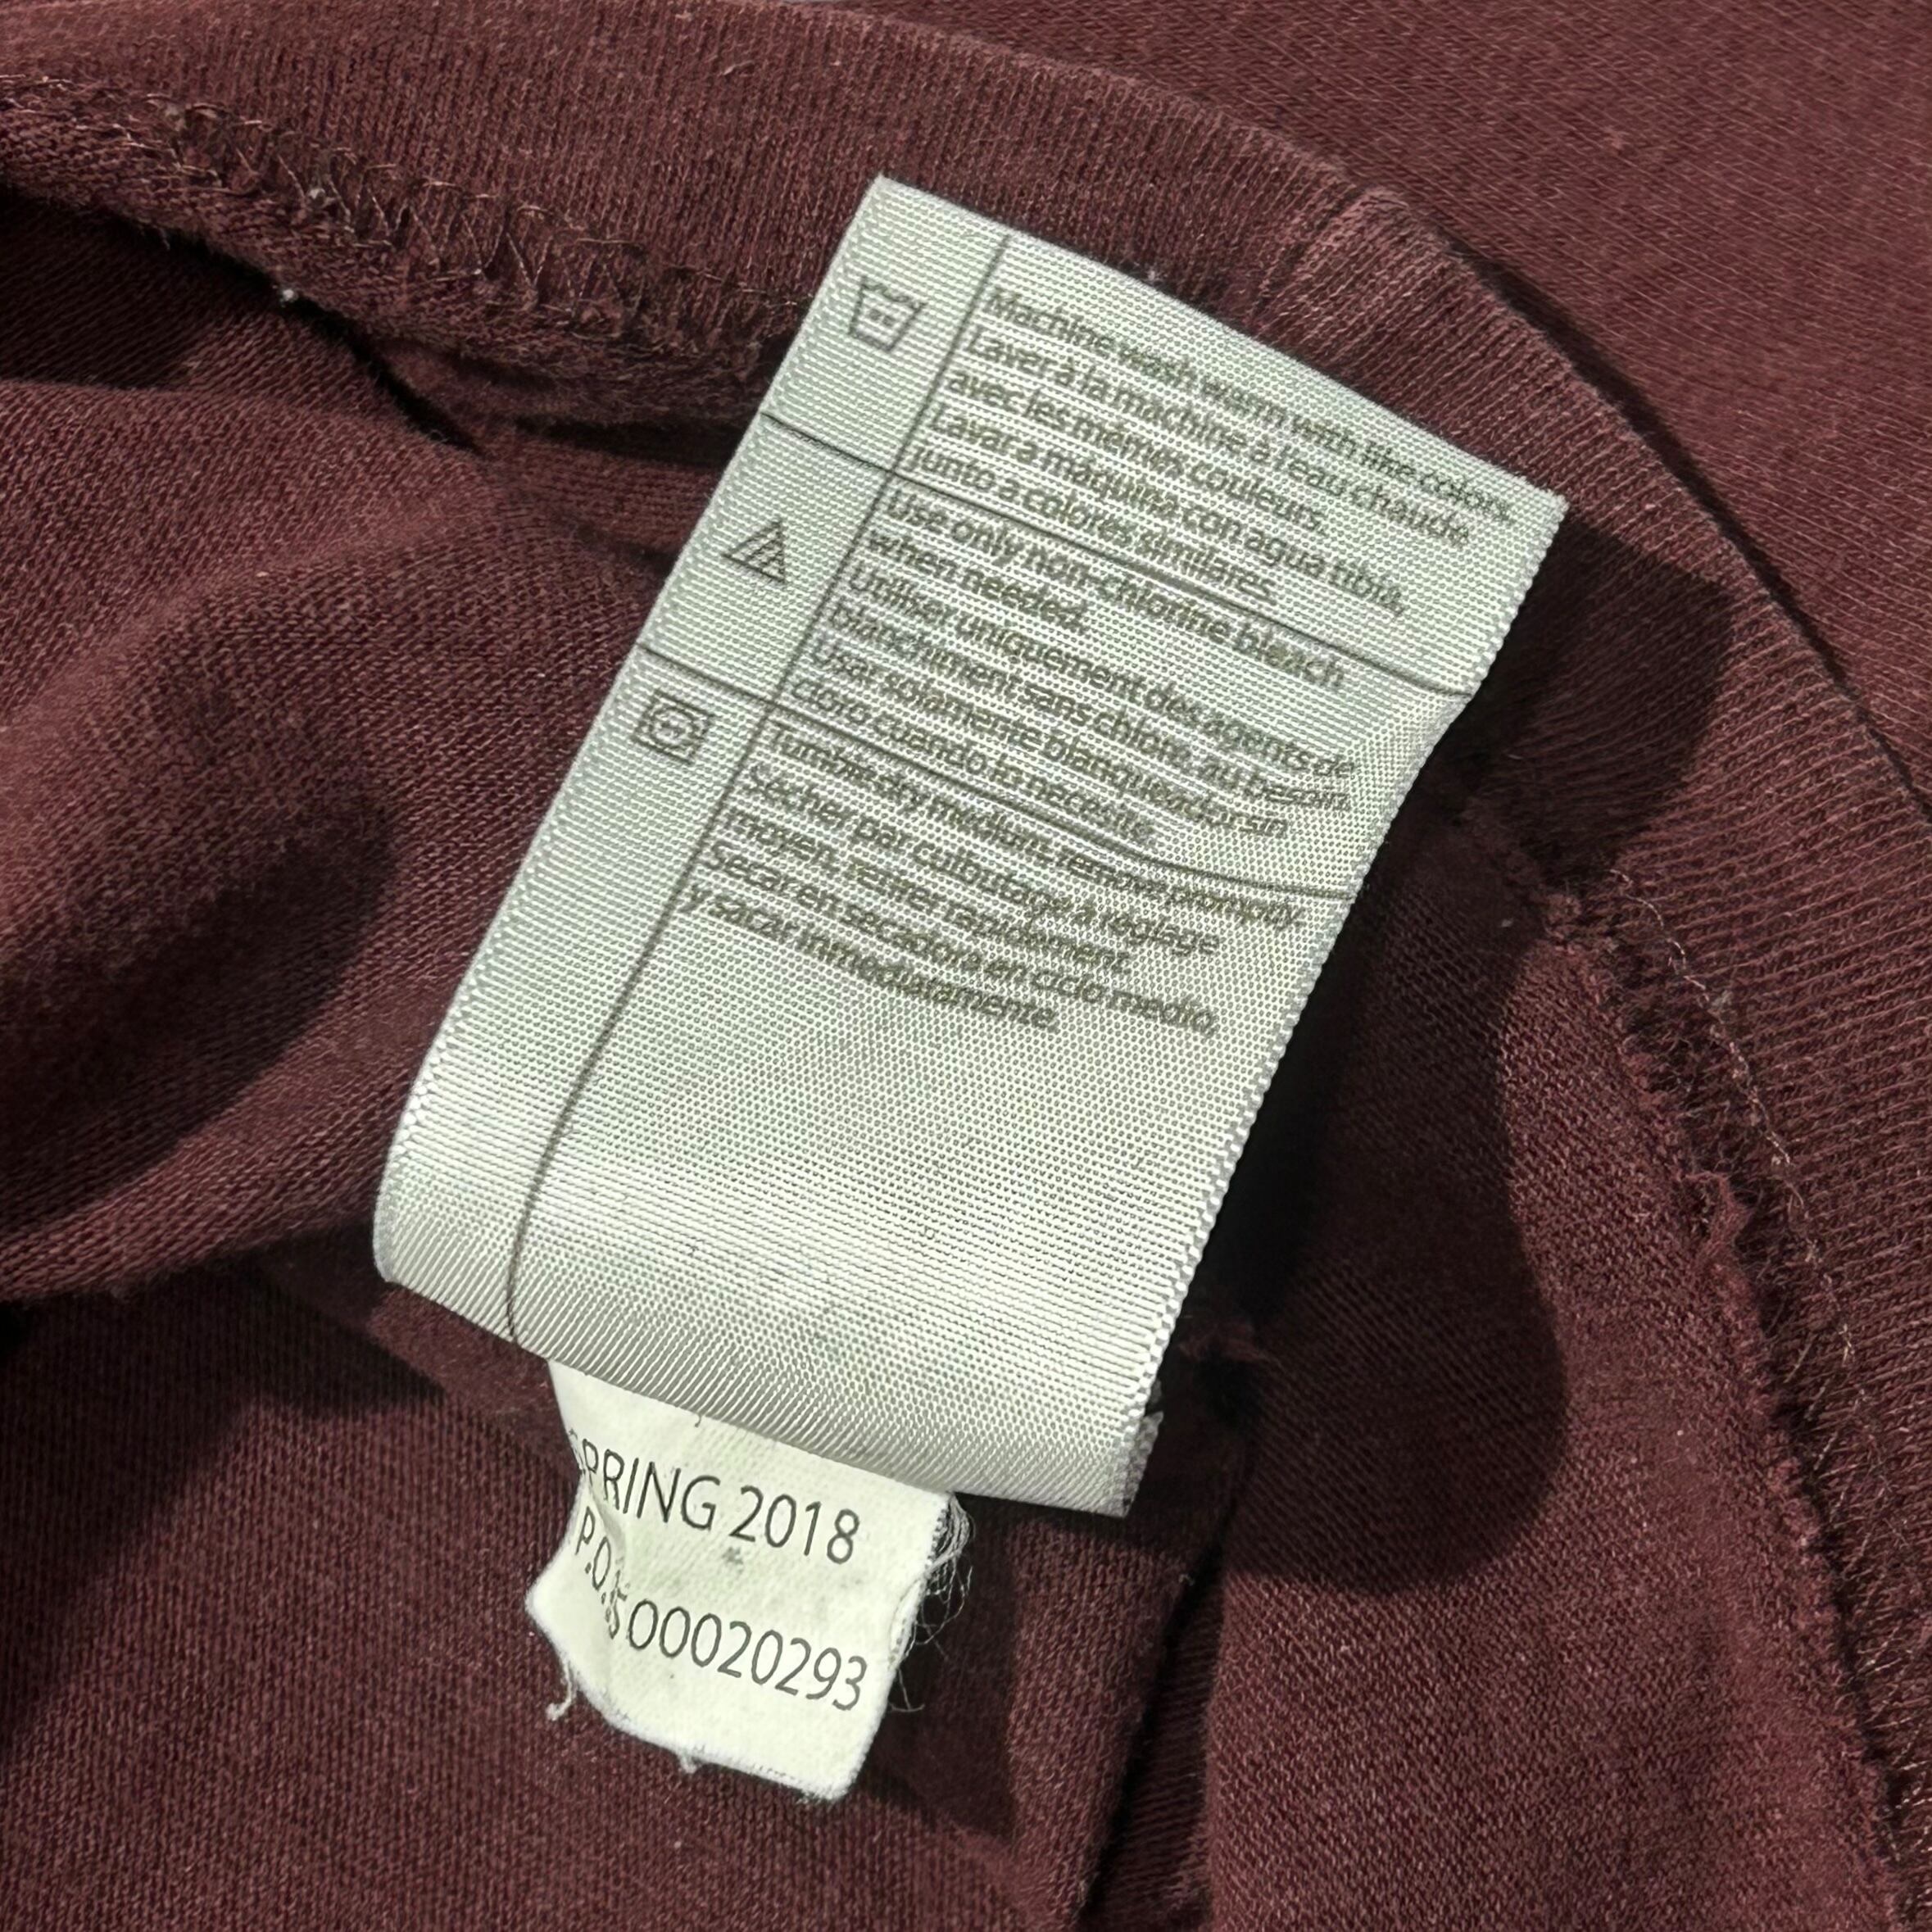 Machine wash warm with like colors.
Laver à la machine à l'eau chaude
avec les mêmes couleurs.
Lavar a máquina con agua tibia,
junto a colores similares.
Use only non-chlorine bleach
when needed.
Utiliser uniquement des agents de
blanchiment sans chlore, au besoin.
Usar solamente blanqueador sin
cloro cuando lo necesite.
Tumble dry medium, remove promptly.
Sécher par culbutage à réglage
moyen, retirer rapidement.
Secar en secadora en ciclo medio,
y sacar inmediatamente.
SPRING 2018
P.O. 500020293